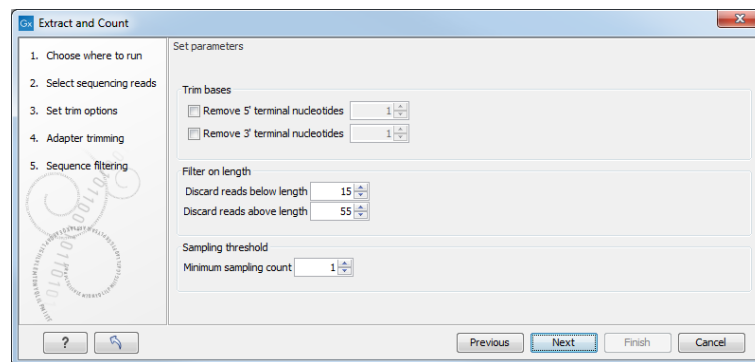 Gx Extract and Count
X
1. Choose where to run
2. Select sequencing reads
3. Set trim options
4. Adapter trimming
5. Sequence filtering
Set parameters
Trim bases
Remove 5' terminal nucleotides 1
Remove 3' terminal nucleotides 1
Filter on length
Discard reads below length 15
Discard reads above length 55
Sampling threshold
Minimum sampling count 1
? Previous Next Finish Cancel